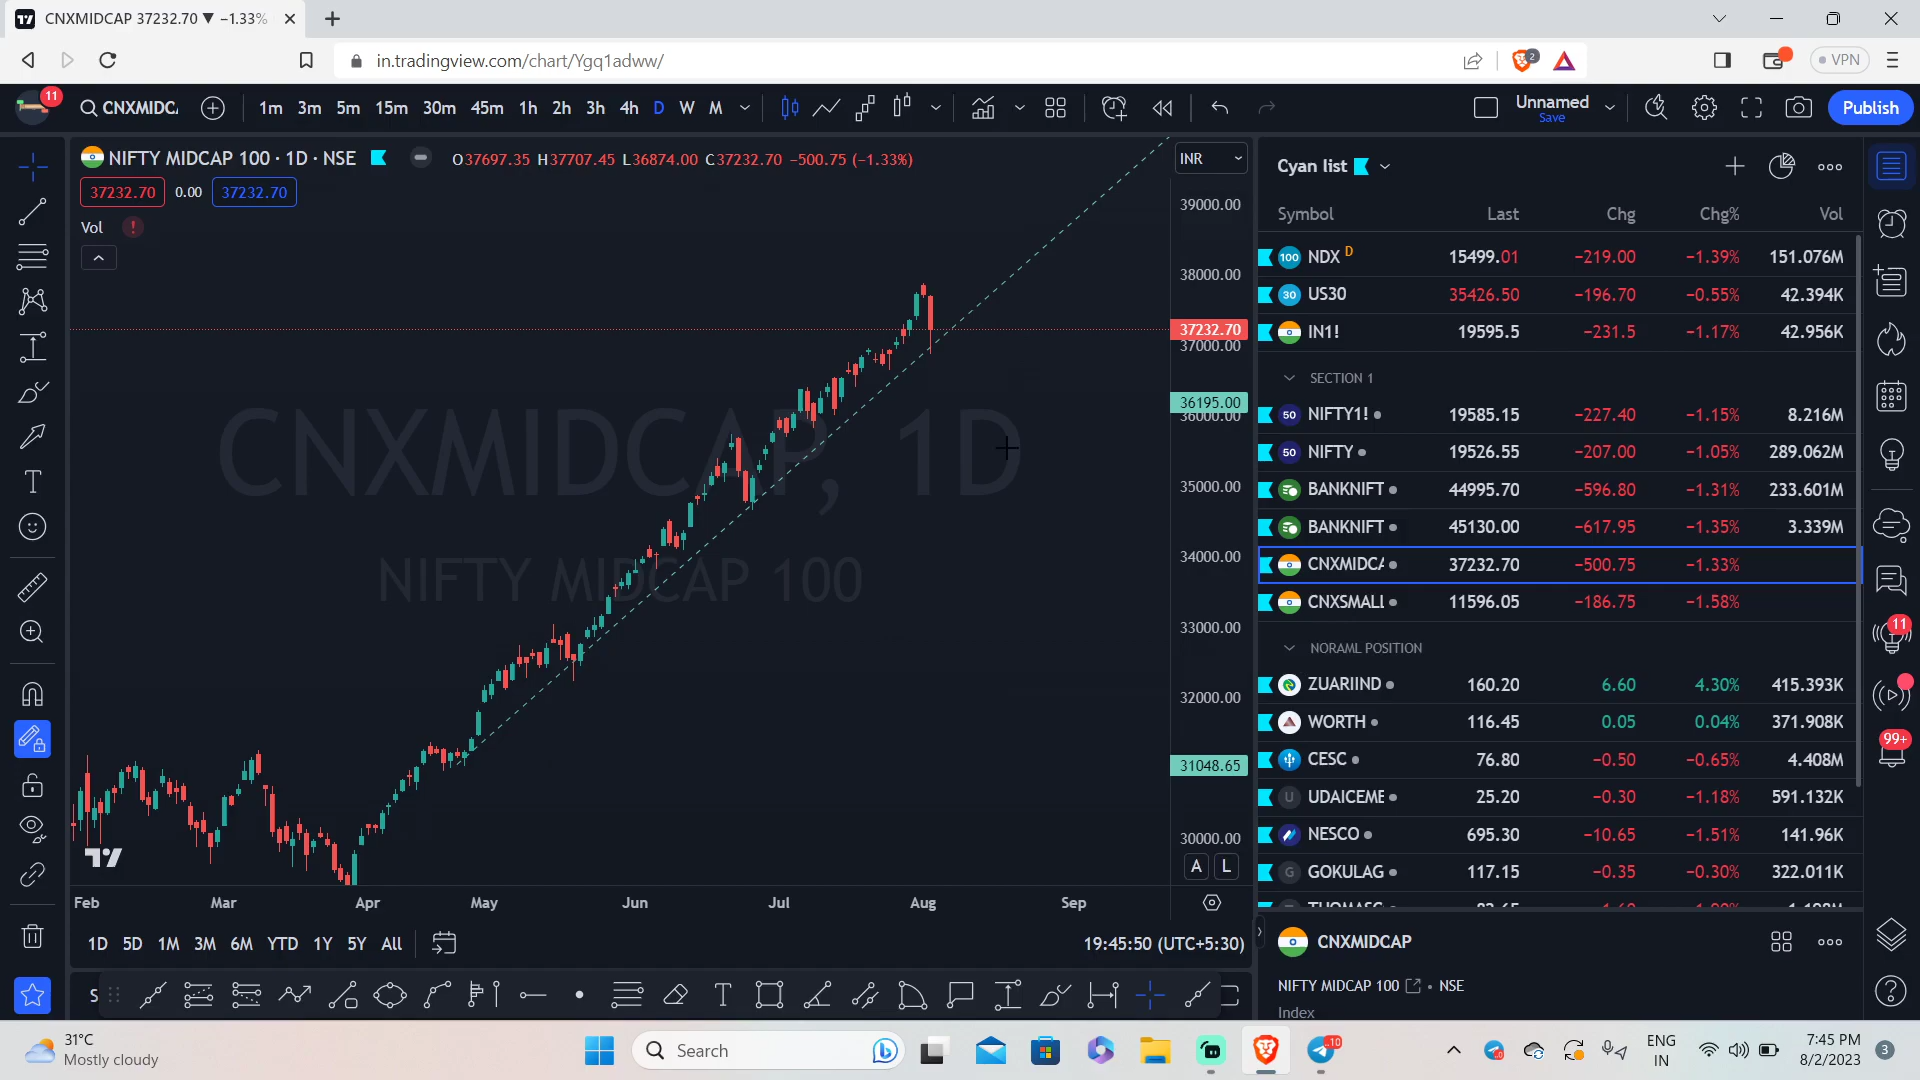 CNXMIDCAP 37232.70 ▼ −1.33%
in.tradingview.com/chart/Ygq1adww/
2
VPN
11
CNXMIDC
1m 3m 5m 15m 30m 45m 1h 2h 3h 4h D W M
Unnamed
Save
Publish
NIFTY MIDCAP 100 · 1D · NSE
O37697.35 H37707.45 L36874.00 C37232.70 −500.75 (−1.33%)
37232.70 0.00 37232.70
Vol
INR
39000.00
38000.00
37232.70
37000.00
36195.00
36000.00
35000.00
34000.00
33000.00
32000.00
31048.65
30000.00
A L
CNXMIDCAP, 1D
NIFTY MIDCAP 100
Feb Mar Apr May Jun Jul Aug Sep
1D 5D 1M 3M 6M YTD 1Y 5Y All
19:45:50 (UTC+5:30)
Cyan list
Symbol Last Chg Chg% Vol
100 NDX D 15499.01 −219.00 −1.39% 151.076M
30 US30 35426.50 −196.70 −0.55% 42.394K
IN1! 19595.5 −231.5 −1.17% 42.956K
SECTION 1
50 NIFTY1! 19585.15 −227.40 −1.15% 8.216M
50 NIFTY 19526.55 −207.00 −1.05% 289.062M
BANKNIFT 44995.70 −596.80 −1.31% 233.601M
BANKNIFT 45130.00 −617.95 −1.35% 3.339M
CNXMIDCA 37232.70 −500.75 −1.33%
CNXSMALL 11596.05 −186.75 −1.58%
NORAML POSITION
ZUARIIND 160.20 6.60 4.30% 415.393K
WORTH 116.45 0.05 0.04% 371.908K
CESC 76.80 −0.50 −0.65% 4.408M
U UDAICEME 25.20 −0.30 −1.18% 591.132K
NESCO 695.30 −10.65 −1.51% 141.96K
G GOKULAG 117.15 −0.35 −0.30% 322.011K
CNXMIDCAP
NIFTY MIDCAP 100 • NSE
Index
11
99+
31°C
Mostly cloudy
Search
10
ENG
IN
7:45 PM
8/2/2023
3